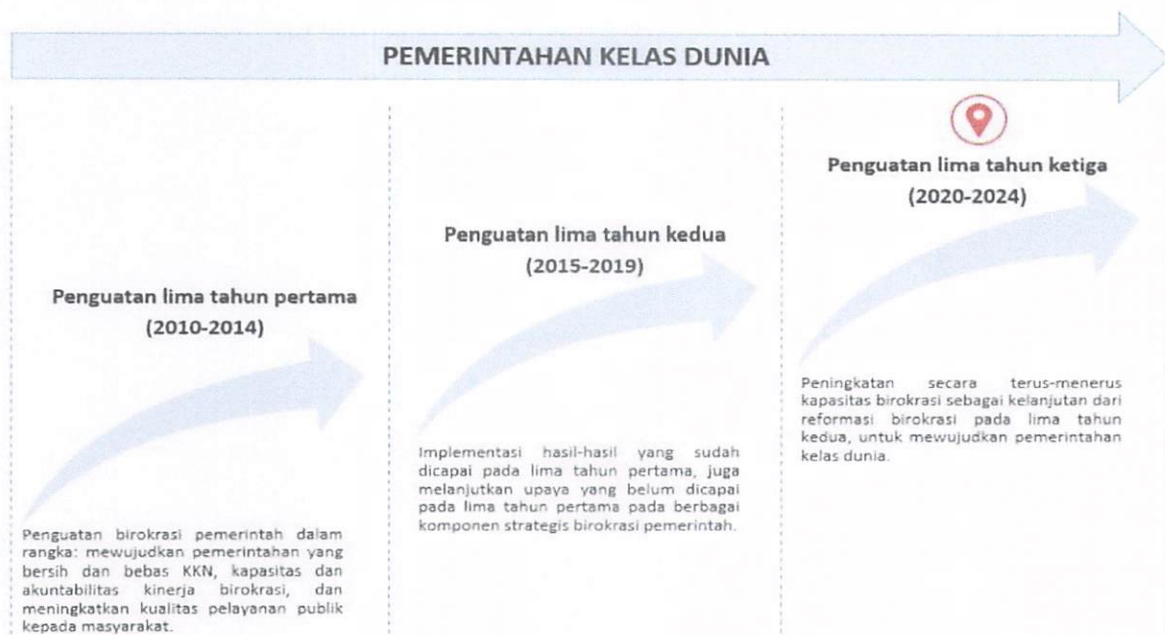 PEMERINTAHAN KELAS DUNIA
Penguatan lima tahun pertama
(2010-2014)
Penguatan birokrasi pemerintah dalam
rangka: mewujudkan pemerintahan yang
bersih dan bebas KKN, kapasitas dan
akuntabilitas kinerja birokrasi, dan
meningkatkan kualitas pelayanan publik
kepada masyarakat.
Penguatan lima tahun kedua
(2015-2019)
Implementasi hasil-hasil yang sudah
dicapai pada lima tahun pertama, juga
melanjutkan upaya yang belum dicapai
pada lima tahun pertama pada berbagai
komponen strategis birokrasi pemerintah.
Penguatan lima tahun ketiga
(2020-2024)
Peningkatan secara terus-menerus
kapasitas birokrasi sebagai kelanjutan dari
reformasi birokrasi pada lima tahun
kedua, untuk mewujudkan pemerintahan
kelas dunia.